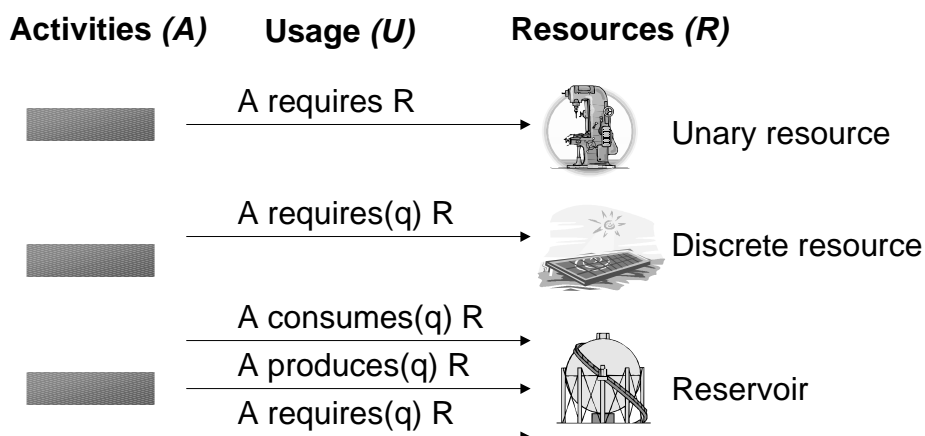 Activities (A) Usage (U) Resources (R)
A requires R
Unary resource
A requires(q) R
Discrete resource
A consumes(q) R
A produces(q) R
Reservoir
A requires(q) R